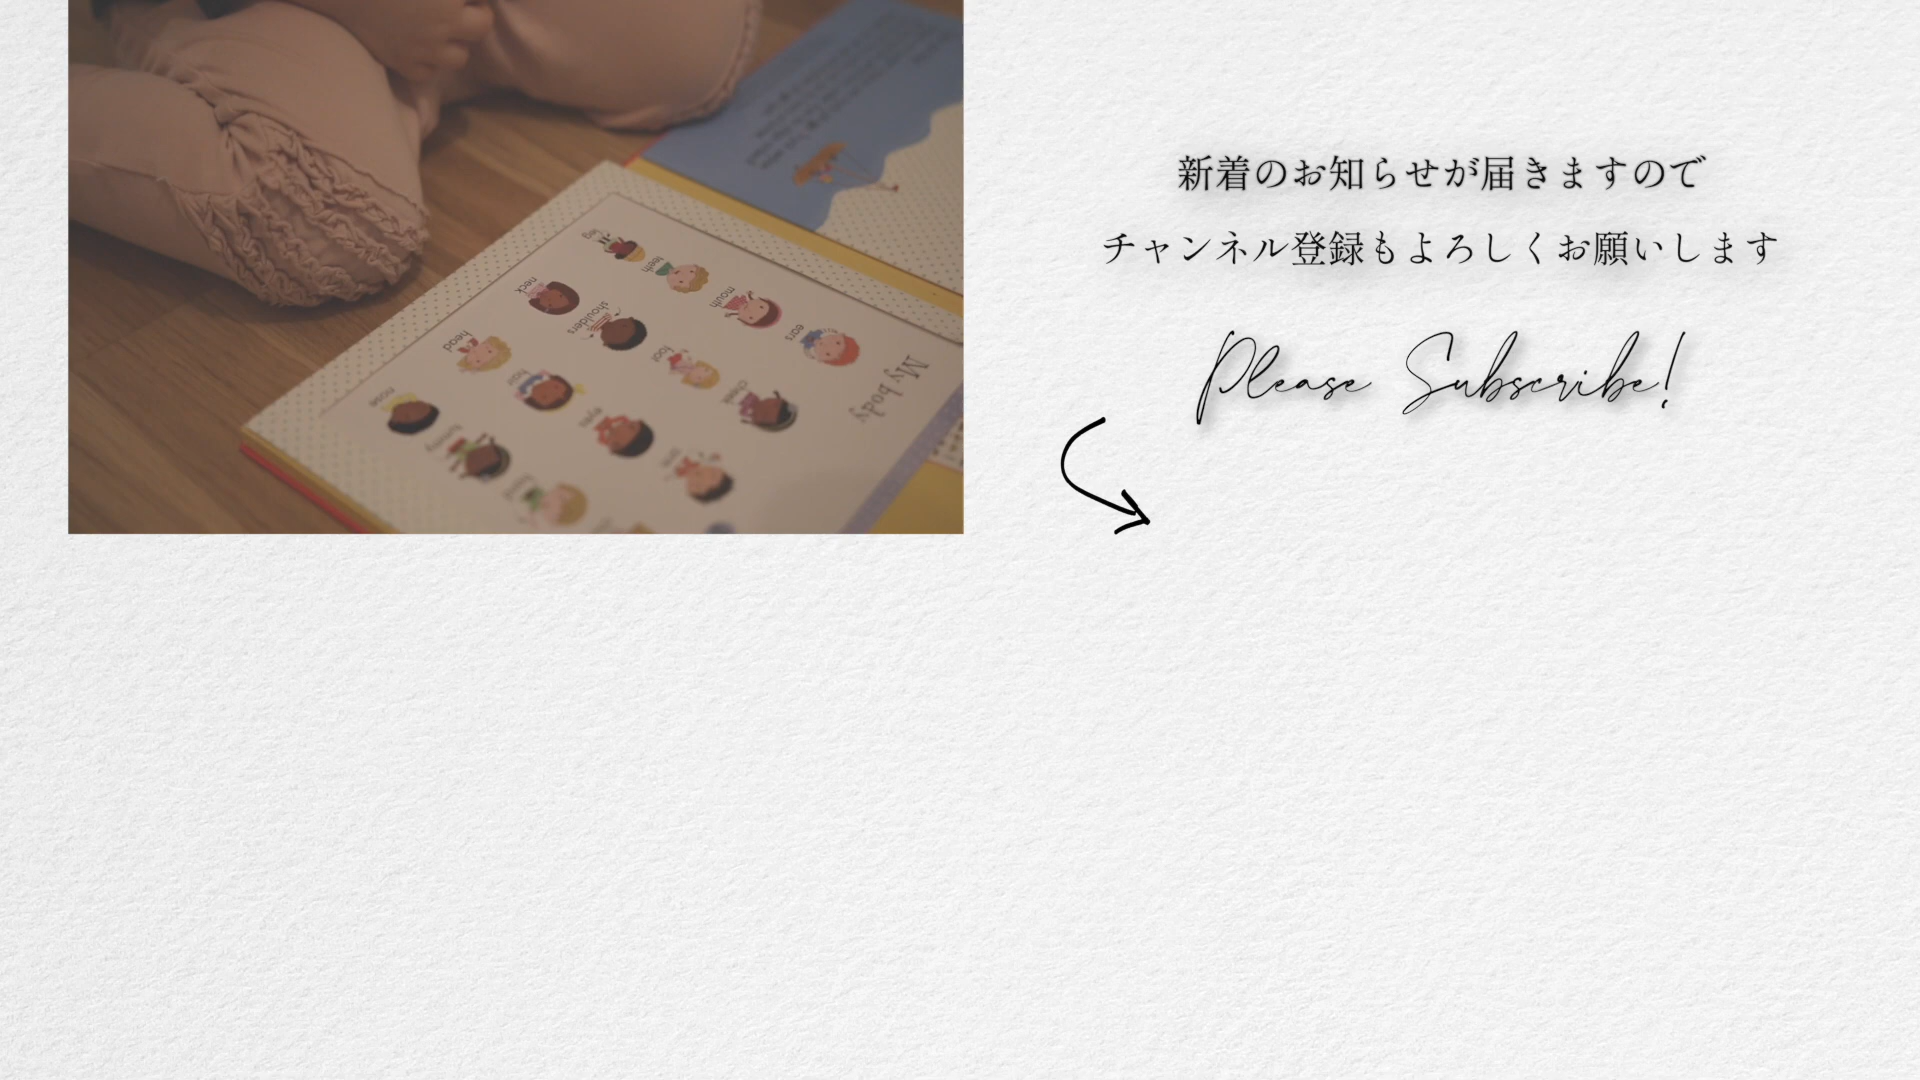 新着のお知らせが届きますので
チャンネル登録もよろしくお願いします
Please Subscribe!
My body
leg
teeth
mouth
ears
neck
shoulders
foot
cheek
head
hair
eyes
nose